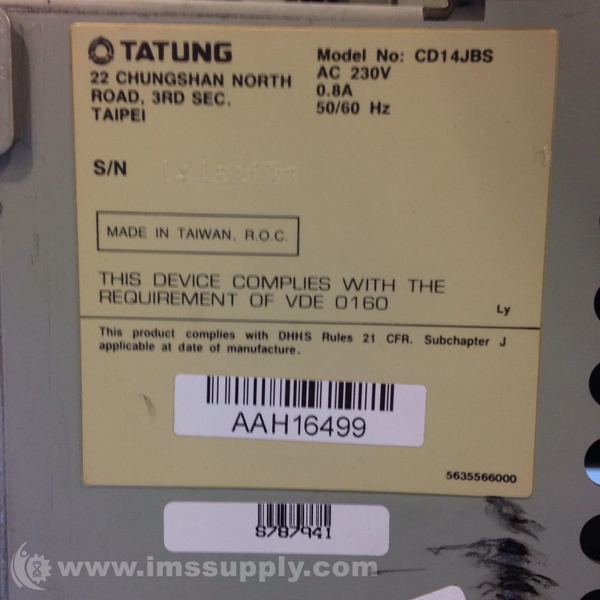 TATUNG
22 CHUNGSHAN NORTH
ROAD, 3RD SEC.
TAIPEI
Model No: CD14JBS
AC 230V
0.8A
50/60 Hz
S/N
MADE IN TAIWAN, R.O.C.
THIS DEVICE COMPLIES WITH THE
REQUIREMENT OF VDE 0160
Ly
This product complies with DHHS Rules 21 CFR. Subchapter J
applicable at date of manufacture.
AAH16499
5635566000
S787941
www.imssupply.com